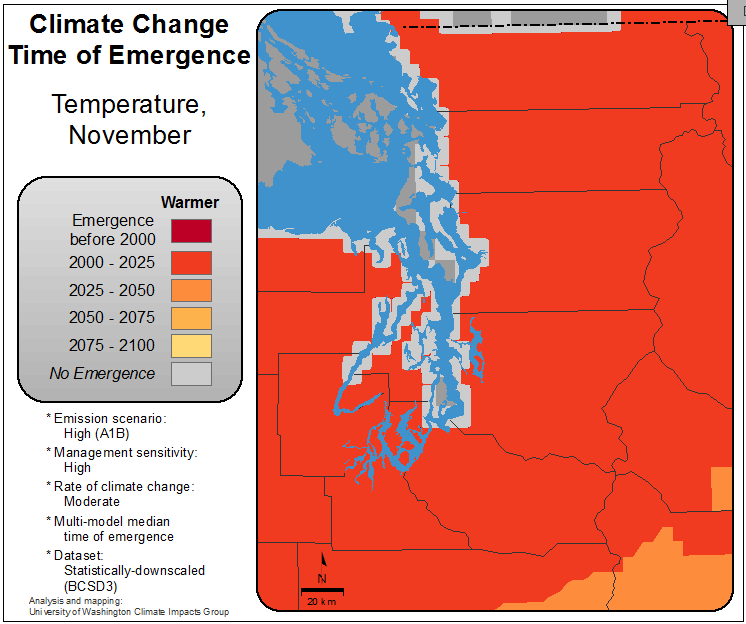 Climate Change
Time of Emergence
Temperature,
November
Warmer
Emergence
before 2000
2000 - 2025
2025 - 2050
2050 - 2075
2075 - 2100
No Emergence
* Emission scenario:
High (A1B)
* Management sensitivity:
High
* Rate of climate change:
Moderate
* Multi-model median
time of emergence
* Dataset:
Statistically-downscaled
(BCSD3)
Analysis and mapping:
University of Washington Climate Impacts Group
N
20 km